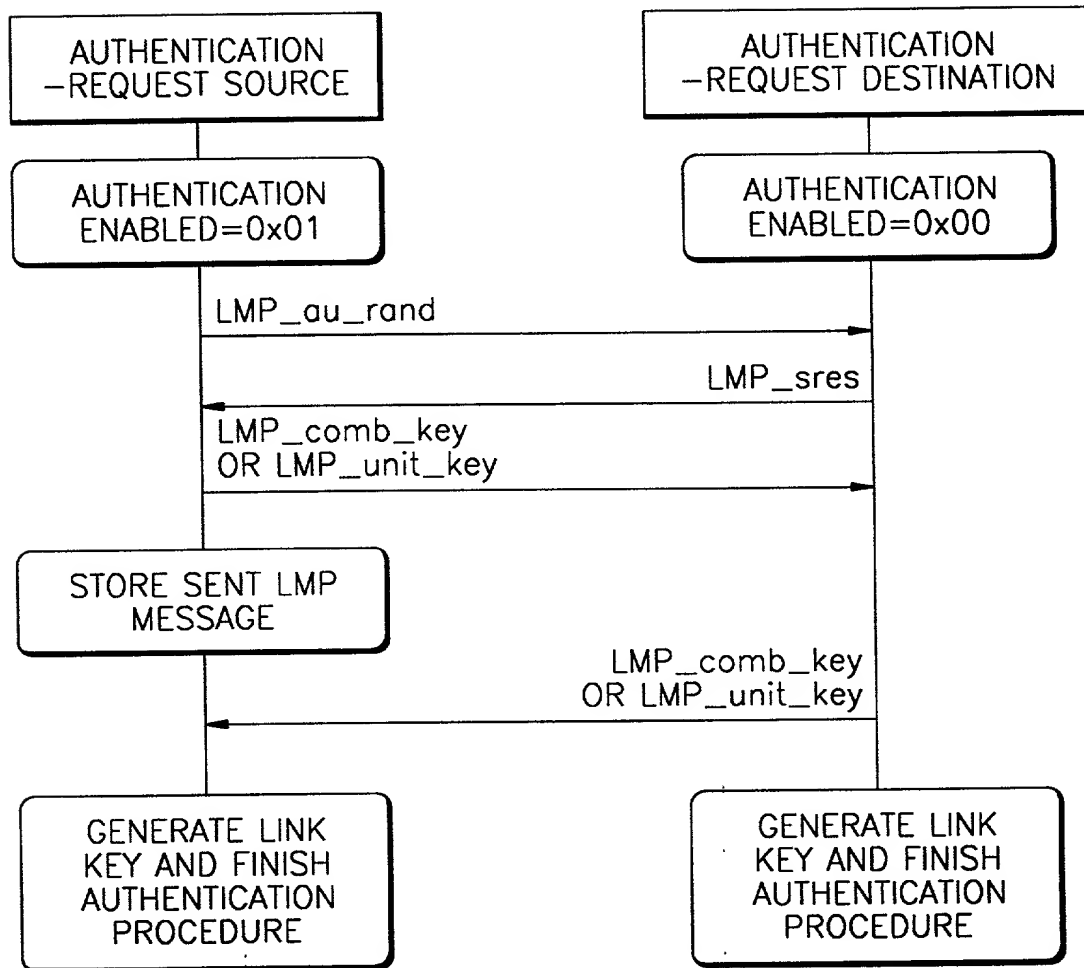 AUTHENTICATION
-REQUEST SOURCE
AUTHENTICATION
-REQUEST DESTINATION
AUTHENTICATION
ENABLED=0x01
AUTHENTICATION
ENABLED=0x00
LMP_au_rand
LMP_sres
LMP_comb_key
OR LMP_unit_key
STORE SENT LMP
MESSAGE
LMP_comb_key
OR LMP_unit_key
GENERATE LINK
KEY AND FINISH
AUTHENTICATION
PROCEDURE
GENERATE LINK
KEY AND FINISH
AUTHENTICATION
PROCEDURE